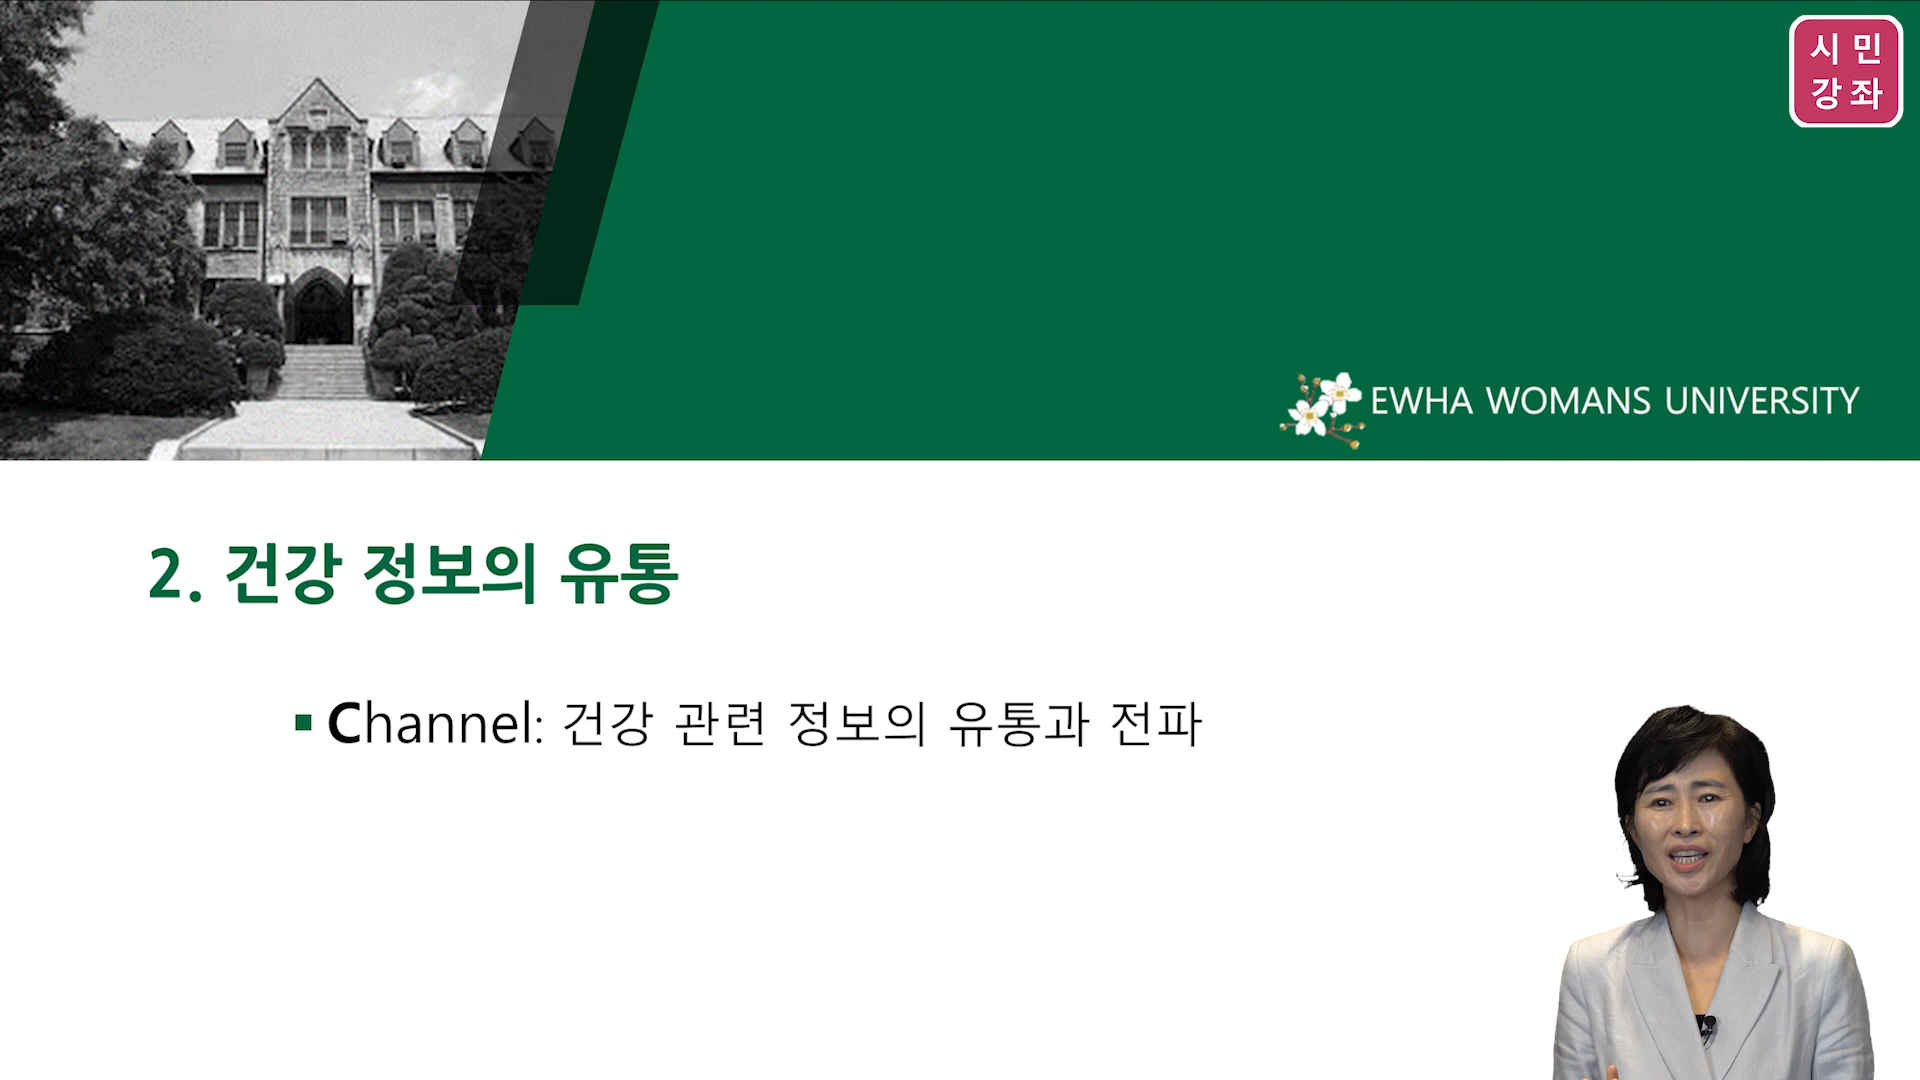 시민
강좌
EWHA WOMANS UNIVERSITY
2. 건강 정보의 유통
▪ Channel: 건강 관련 정보의 유통과 전파